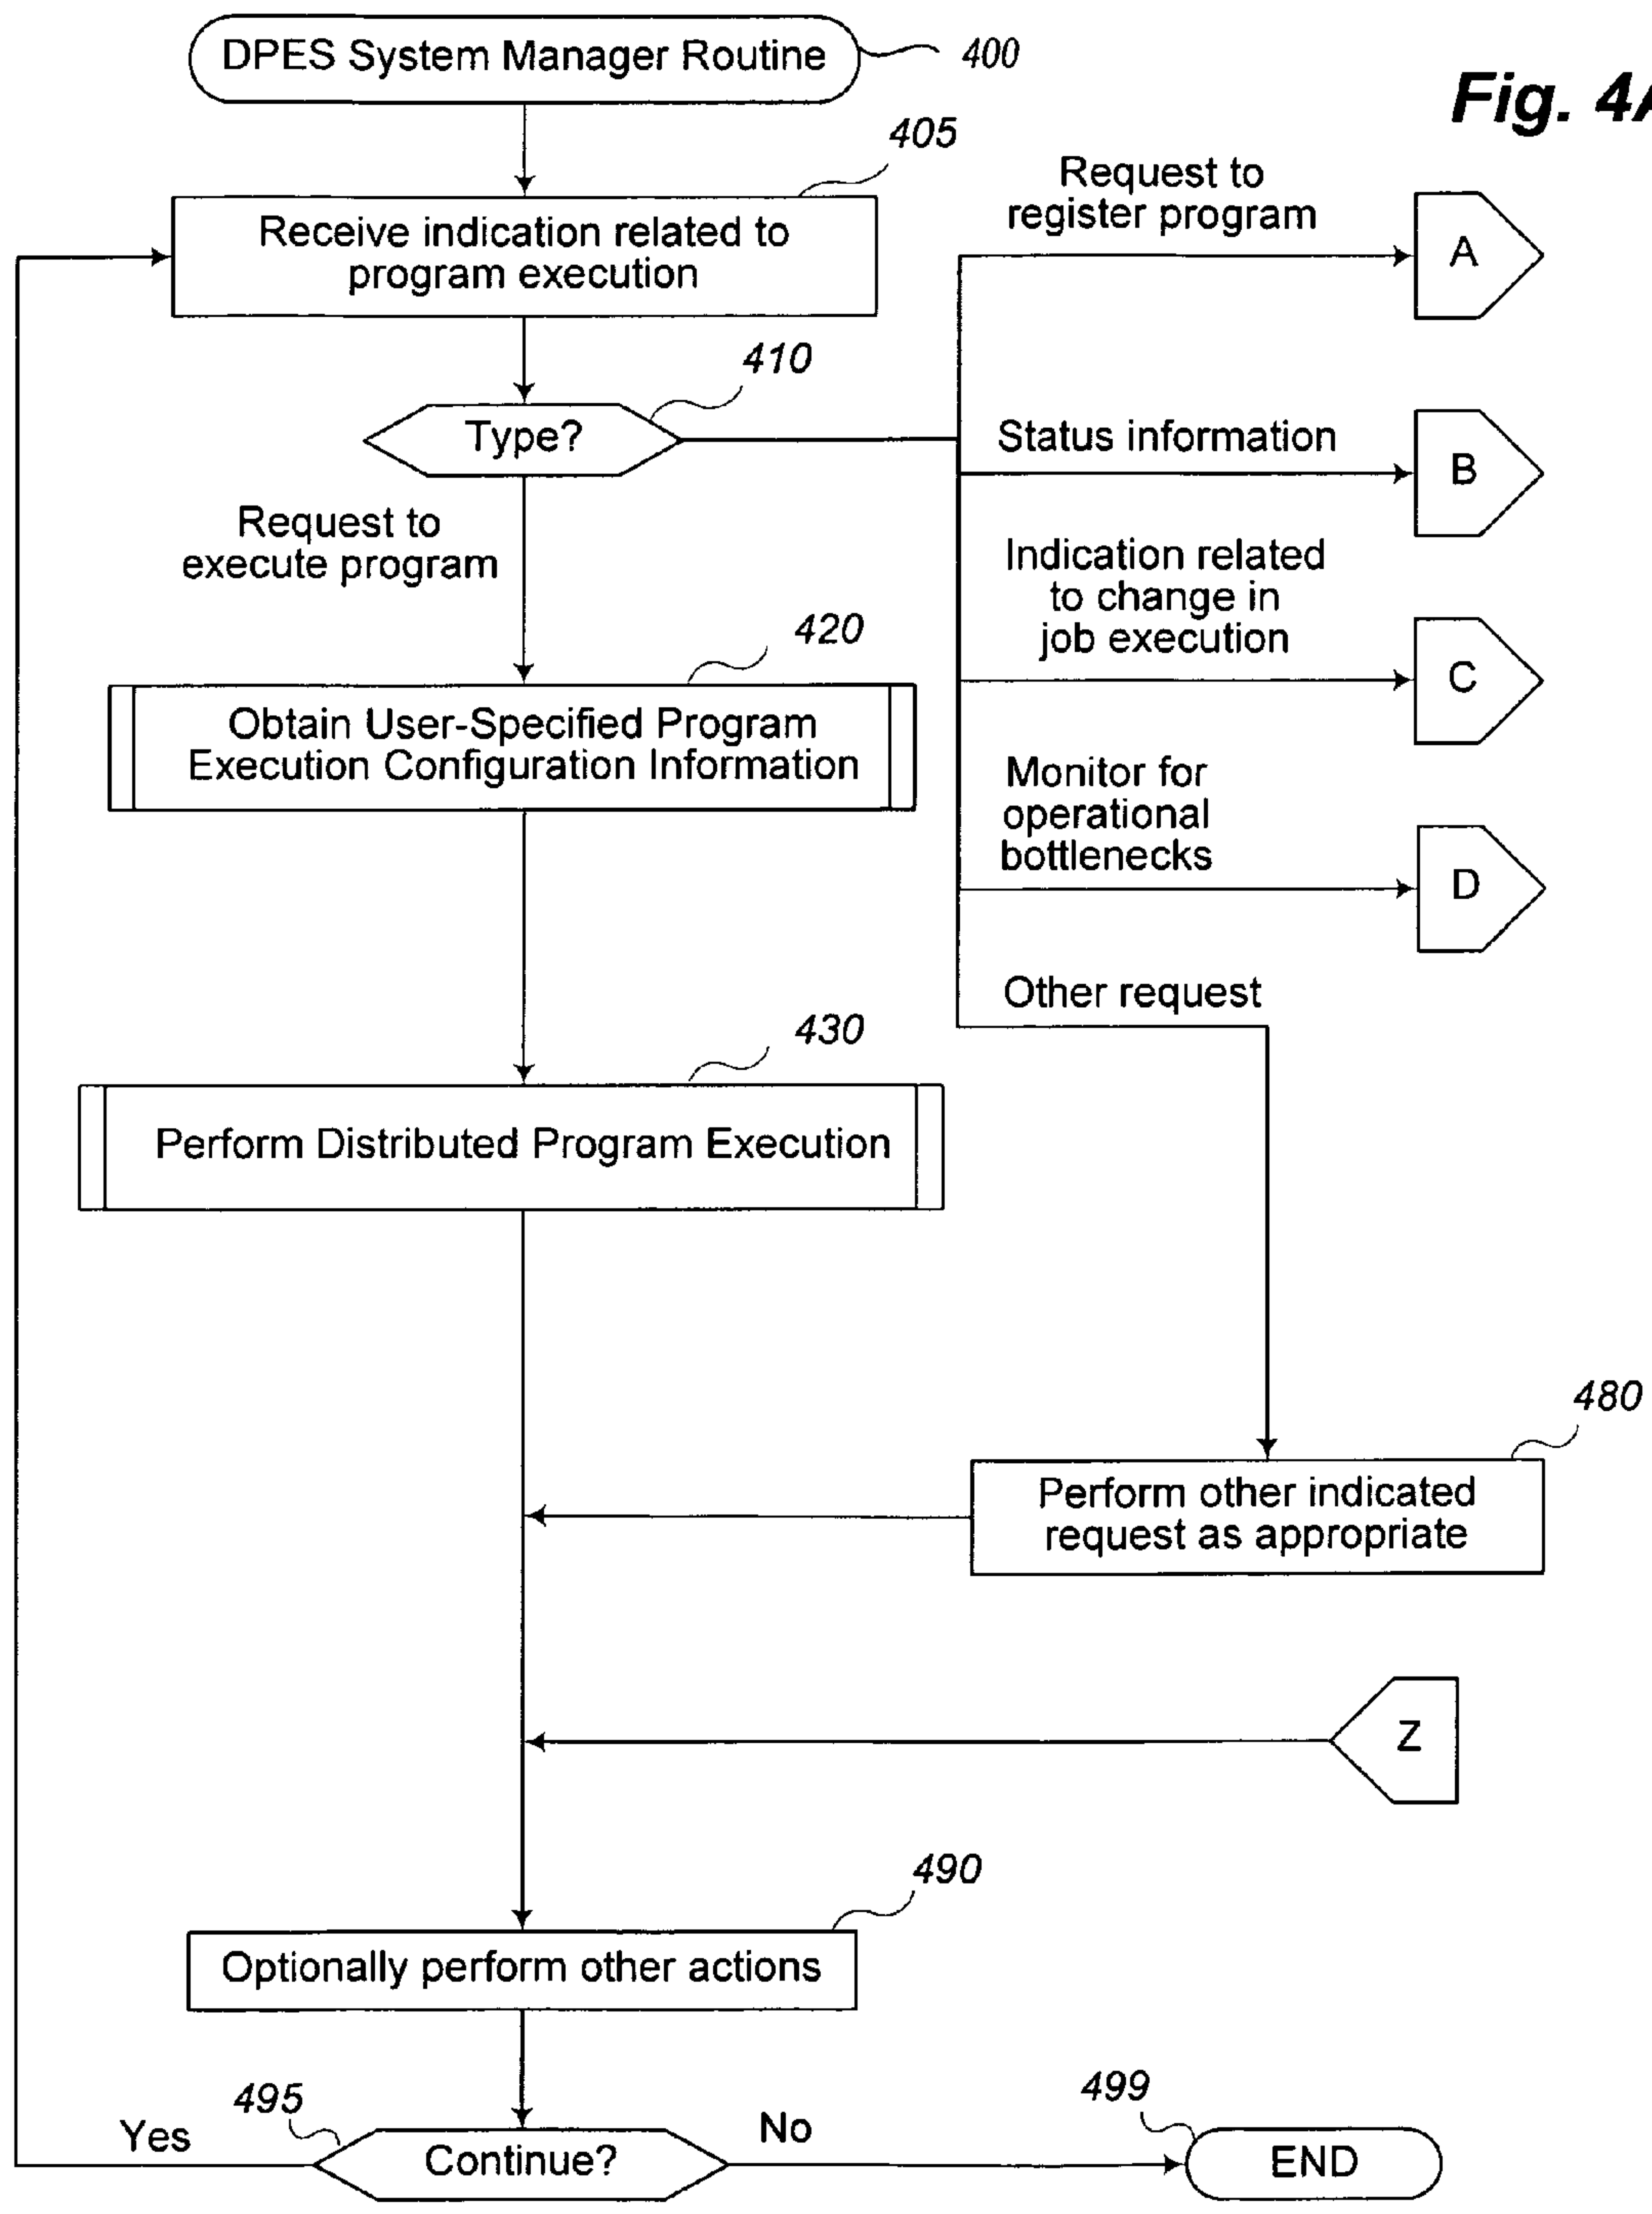 DPES System Manager Routine
400
Fig. 4A
405
Receive indication related to
program execution
Request to
register program
A
410
Type?
Status information
B
Request to
execute program
Indication related
to change in
job execution
C
420
Obtain User-Specified Program
Execution Configuration Information
Monitor for
operational
bottlenecks
D
Other request
430
Perform Distributed Program Execution
480
Perform other indicated
request as appropriate
Z
490
Optionally perform other actions
495
Continue?
Yes
No
499
END